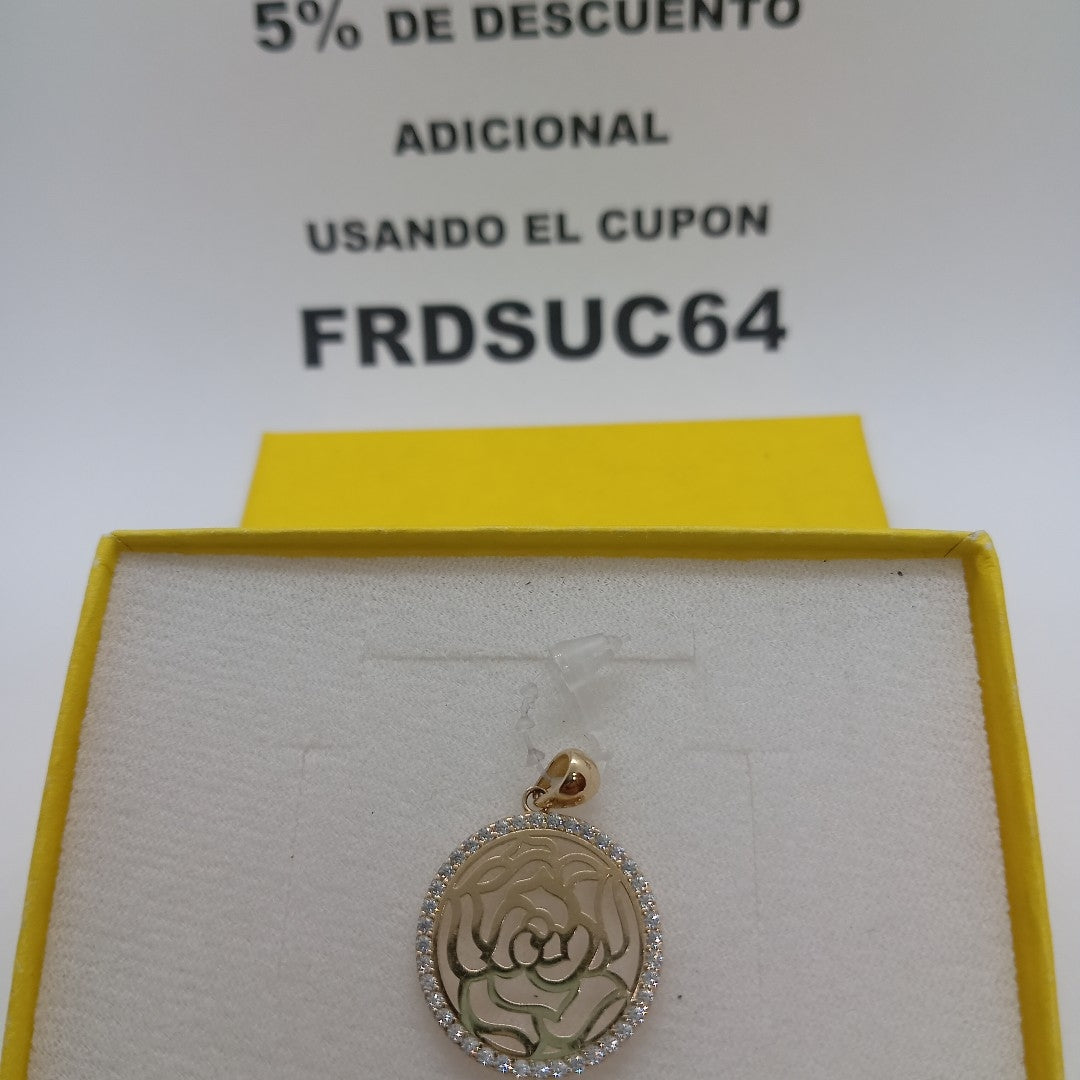 5% DE DESCUENTO
ADICIONAL
USANDO EL CUPON
FRDSUC64